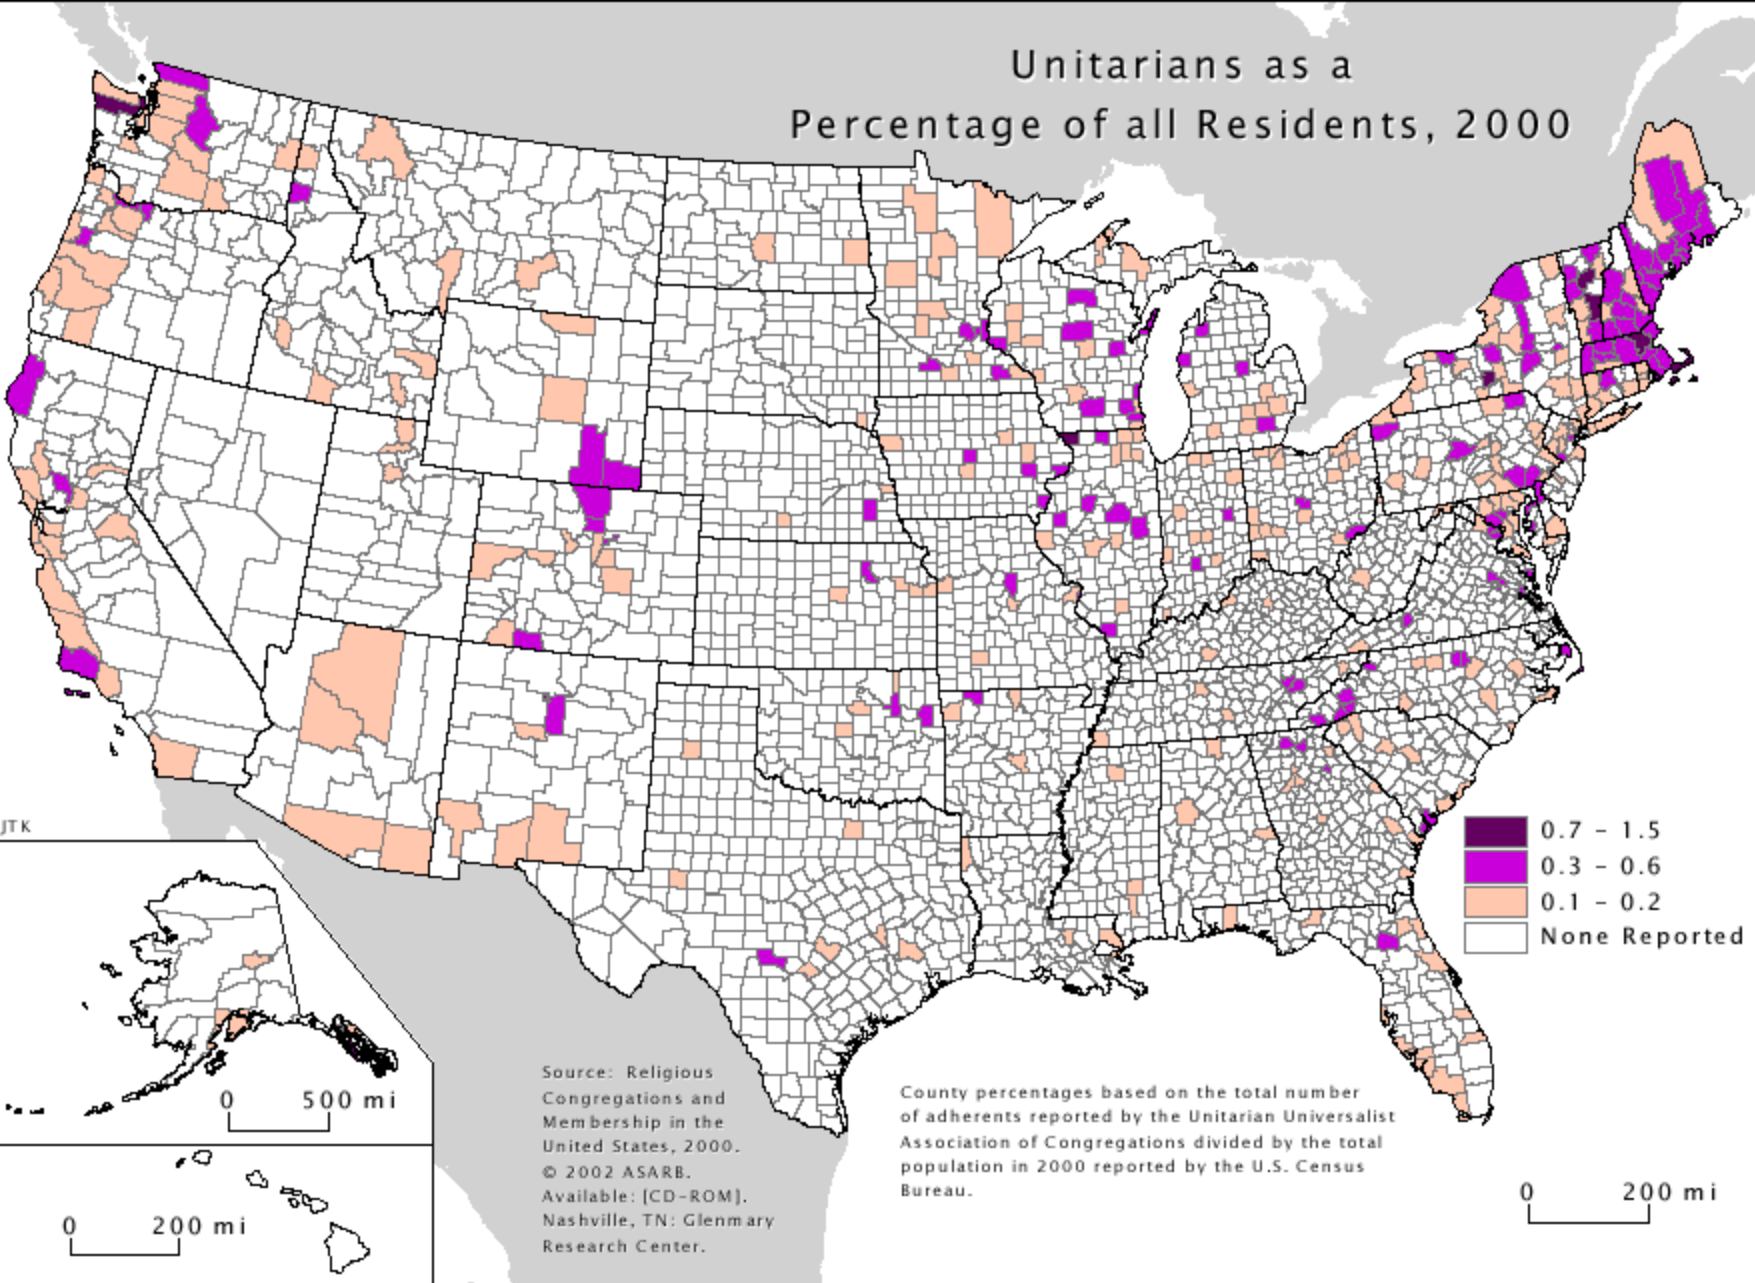 Unitarians as a
Percentage of all Residents, 2000
JTK
0.7 – 1.5
0.3 – 0.6
0.1 – 0.2
None Reported
0 500 mi
0 200 mi
Source: Religious
Congregations and
Membership in the
United States, 2000.
© 2002 ASARB.
Available: [CD-ROM].
Nashville, TN: Glenmary
Research Center.
County percentages based on the total number
of adherents reported by the Unitarian Universalist
Association of Congregations divided by the total
population in 2000 reported by the U.S. Census
Bureau.
0 200 mi